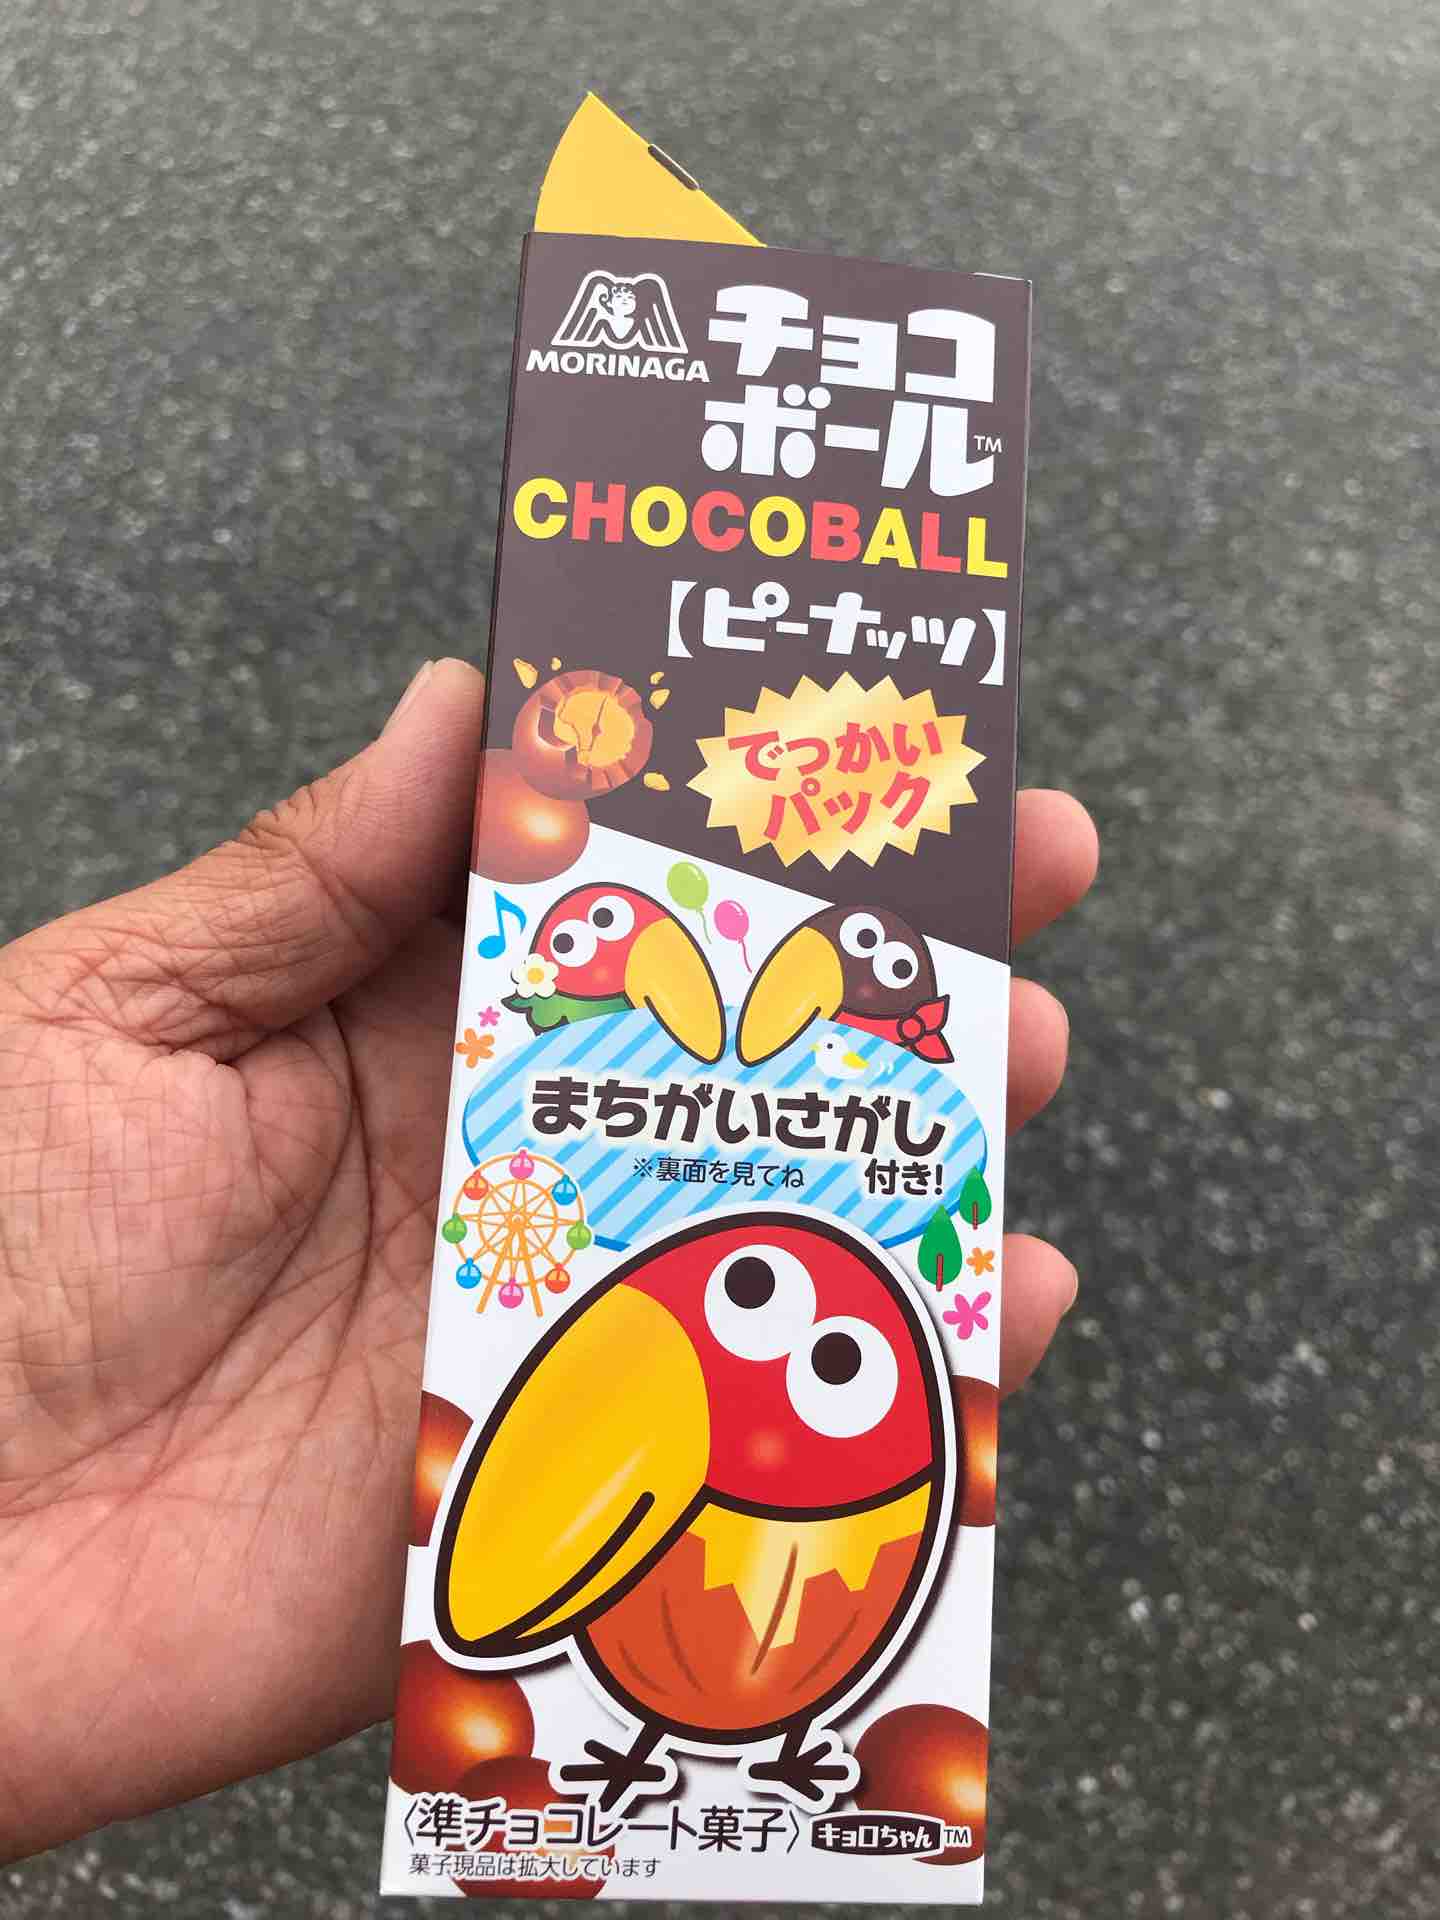 MORINAGA
チョコ
ボール™
CHOCOBALL
【ピーナッツ】
でっかい
パック
まちがいさがし
付き!
※裏面を見てね
〈準チョコレート菓子〉
キョロちゃん™
菓子現品は拡大しています